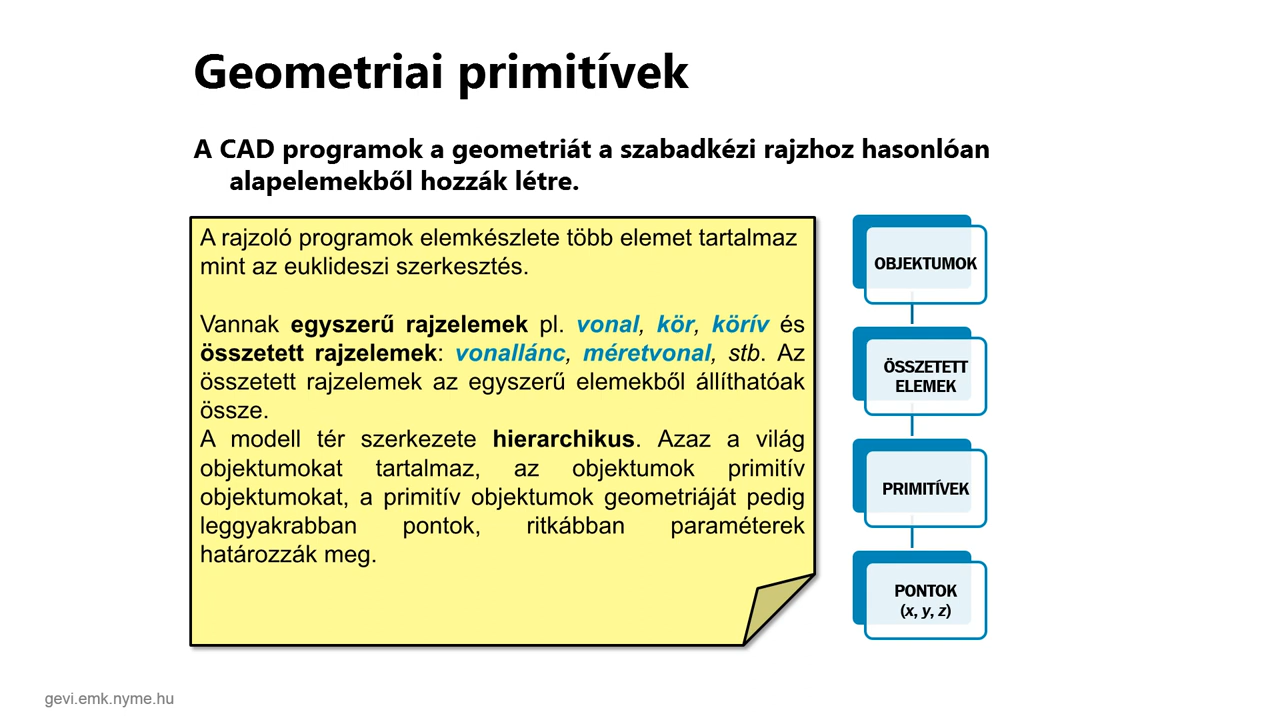 Geometriai primitívek
A CAD programok a geometriát a szabadkézi rajzhoz hasonlóan
alapelemekből hozzák létre.
A rajzoló programok elemkészlete több elemet tartalmaz
mint az euklideszi szerkesztés.
Vannak egyszerű rajzelemek pl. vonal, kör, körív és
összetett rajzelemek: vonallánc, méretvonal, stb. Az
összetett rajzelemek az egyszerű elemekből állíthatóak
össze.
A modell tér szerkezete hierarchikus. Azaz a világ
objektumokat tartalmaz, az objektumok primitív
objektumokat, a primitív objektumok geometriáját pedig
leggyakrabban pontok, ritkábban paraméterek
határozzák meg.
OBJEKTUMOK
ÖSSZETETT
ELEMEK
PRIMITÍVEK
PONTOK
(x, y, z)
gevi.emk.nyme.hu